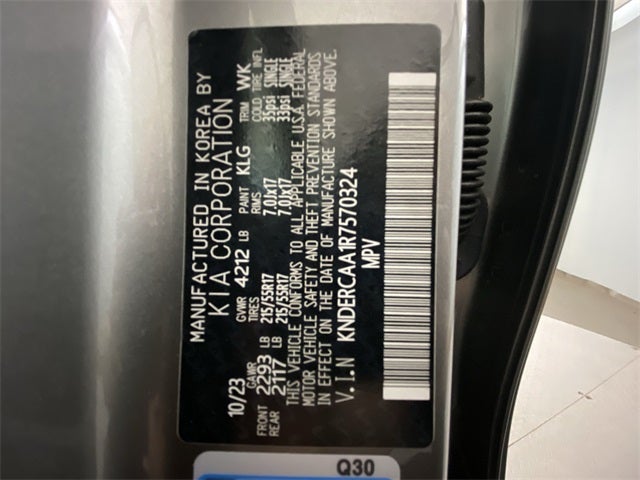 MANUFACTURED IN KOREA BY
KIA CORPORATION
10/23 GVWR 4212 LB PAINT KLG TRIM WK
GAWR TIRES RIMS COLD TIRE INFL
FRONT 2293 LB 215/55R17 7.0Jx17 35psi SINGLE
REAR 2117 LB 215/55R17 7.0Jx17 33psi SINGLE
THIS VEHICLE CONFORMS TO ALL APPLICABLE U.S.A. FEDERAL
MOTOR VEHICLE SAFETY AND THEFT PREVENTION STANDARDS
IN EFFECT ON THE DATE OF MANUFACTURE SHOWN ABOVE.
V.I.N KNDERCAA1R7570324
MPV
Q30